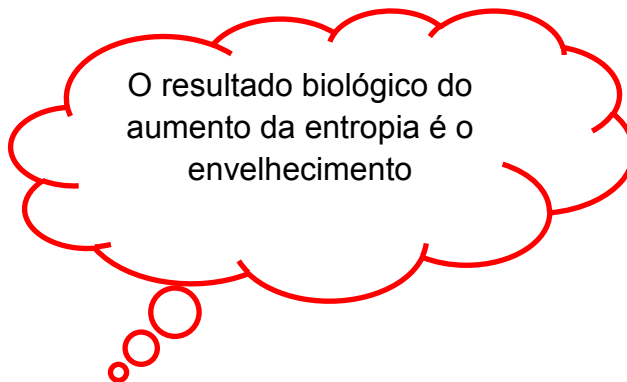 O resultado biológico do
aumento da entropia é o
envelhecimento